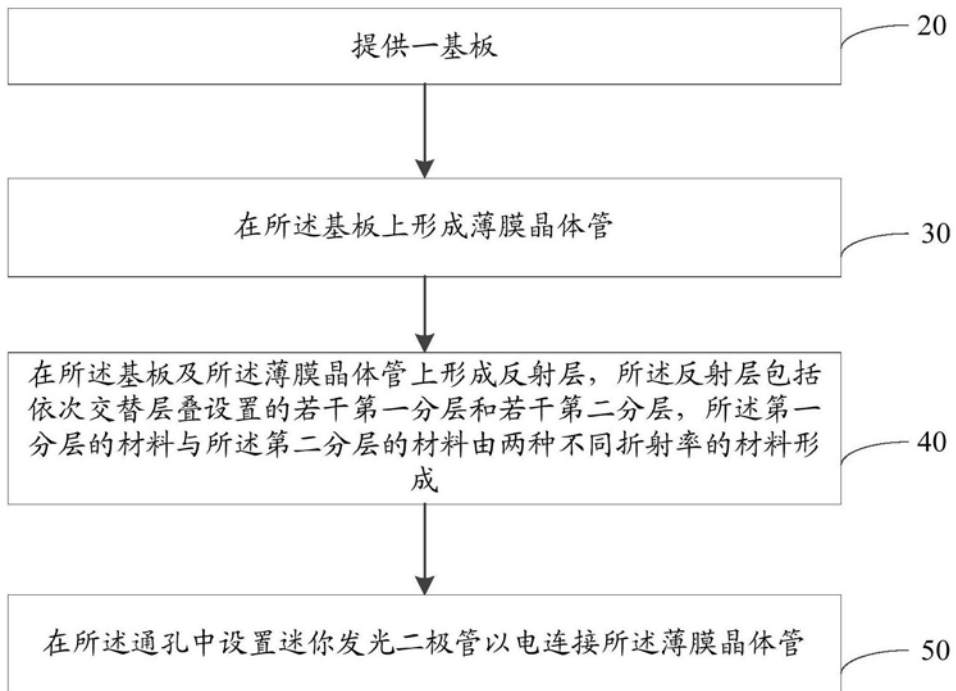 提供一基板
20
在所述基板上形成薄膜晶体管
30
在所述基板及所述薄膜晶体管上形成反射层，所述反射层包括
依次交替层叠设置的若干第一分层和若干第二分层，所述第一
分层的材料与所述第二分层的材料由两种不同折射率的材料形
成
40
在所述通孔中设置迷你发光二极管以电连接所述薄膜晶体管
50